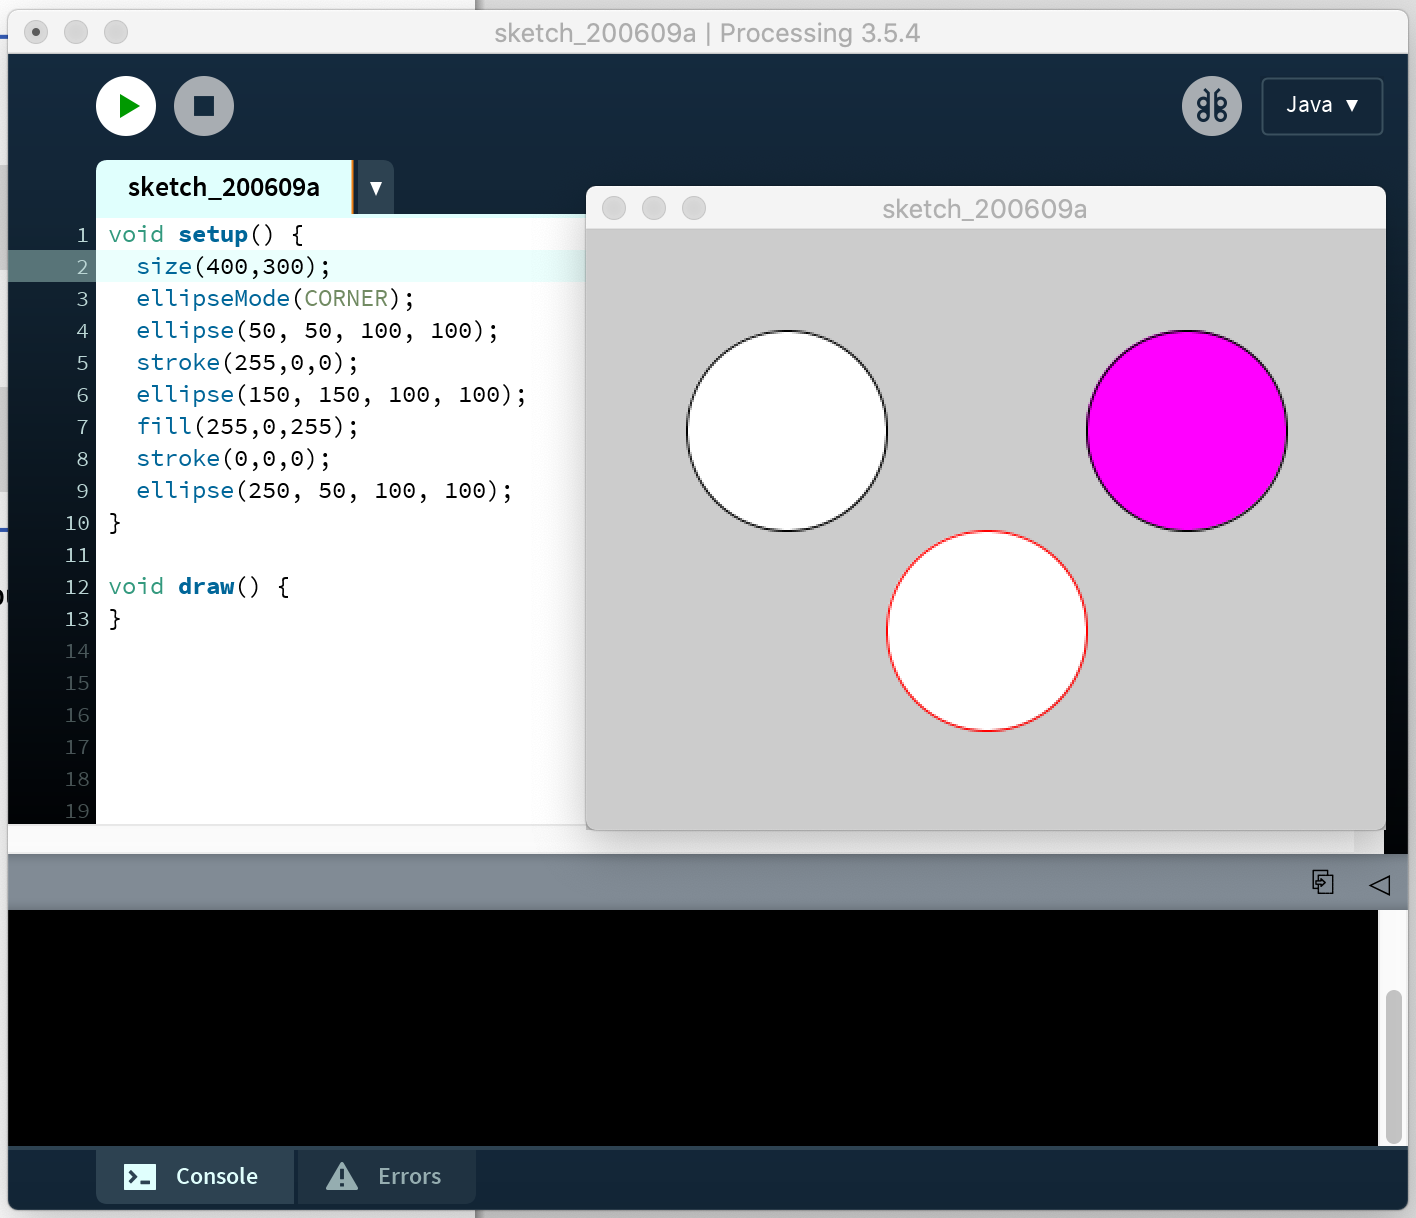 sketch_200609a | Processing 3.5.4
Java ▼
sketch_200609a ▼
sketch_200609a
1 void setup() {
2   size(400,300);
3   ellipseMode(CORNER);
4   ellipse(50, 50, 100, 100);
5   stroke(255,0,0);
6   ellipse(150, 150, 100, 100);
7   fill(255,0,255);
8   stroke(0,0,0);
9   ellipse(250, 50, 100, 100);
10 }
11
12 void draw() {
13 }
14
15
16
17
18
19
Console
Errors